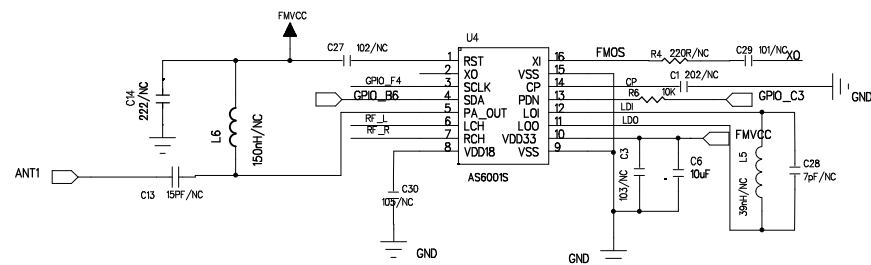 FMVCC
C27 102/NC
U4
C14 222/NC
L6 150nH/NC
1 RST
2 XO
3 SCLK
4 SDA
5 PA_OUT
6 LCH
7 RCH
8 VDD18
XI 16
VSS 15
CP 14
PDN 13
LOI 12
LOO 11
VDD33 10
VSS 9
AS6001S
GPIO_F4
GPIO_B6
RF_L
RF_R
FMOS
R4 220R/NC
C29 101/NC
XO
CP
C1 202/NC
GND
R6 10K
GPIO_C3
LDI
LDO
FMVCC
ANT1
C13 15PF/NC
C30
105/NC
GND
C3 103/NC
C6
10uF
L5 39nH/NC
C28
7pF/NC
GND